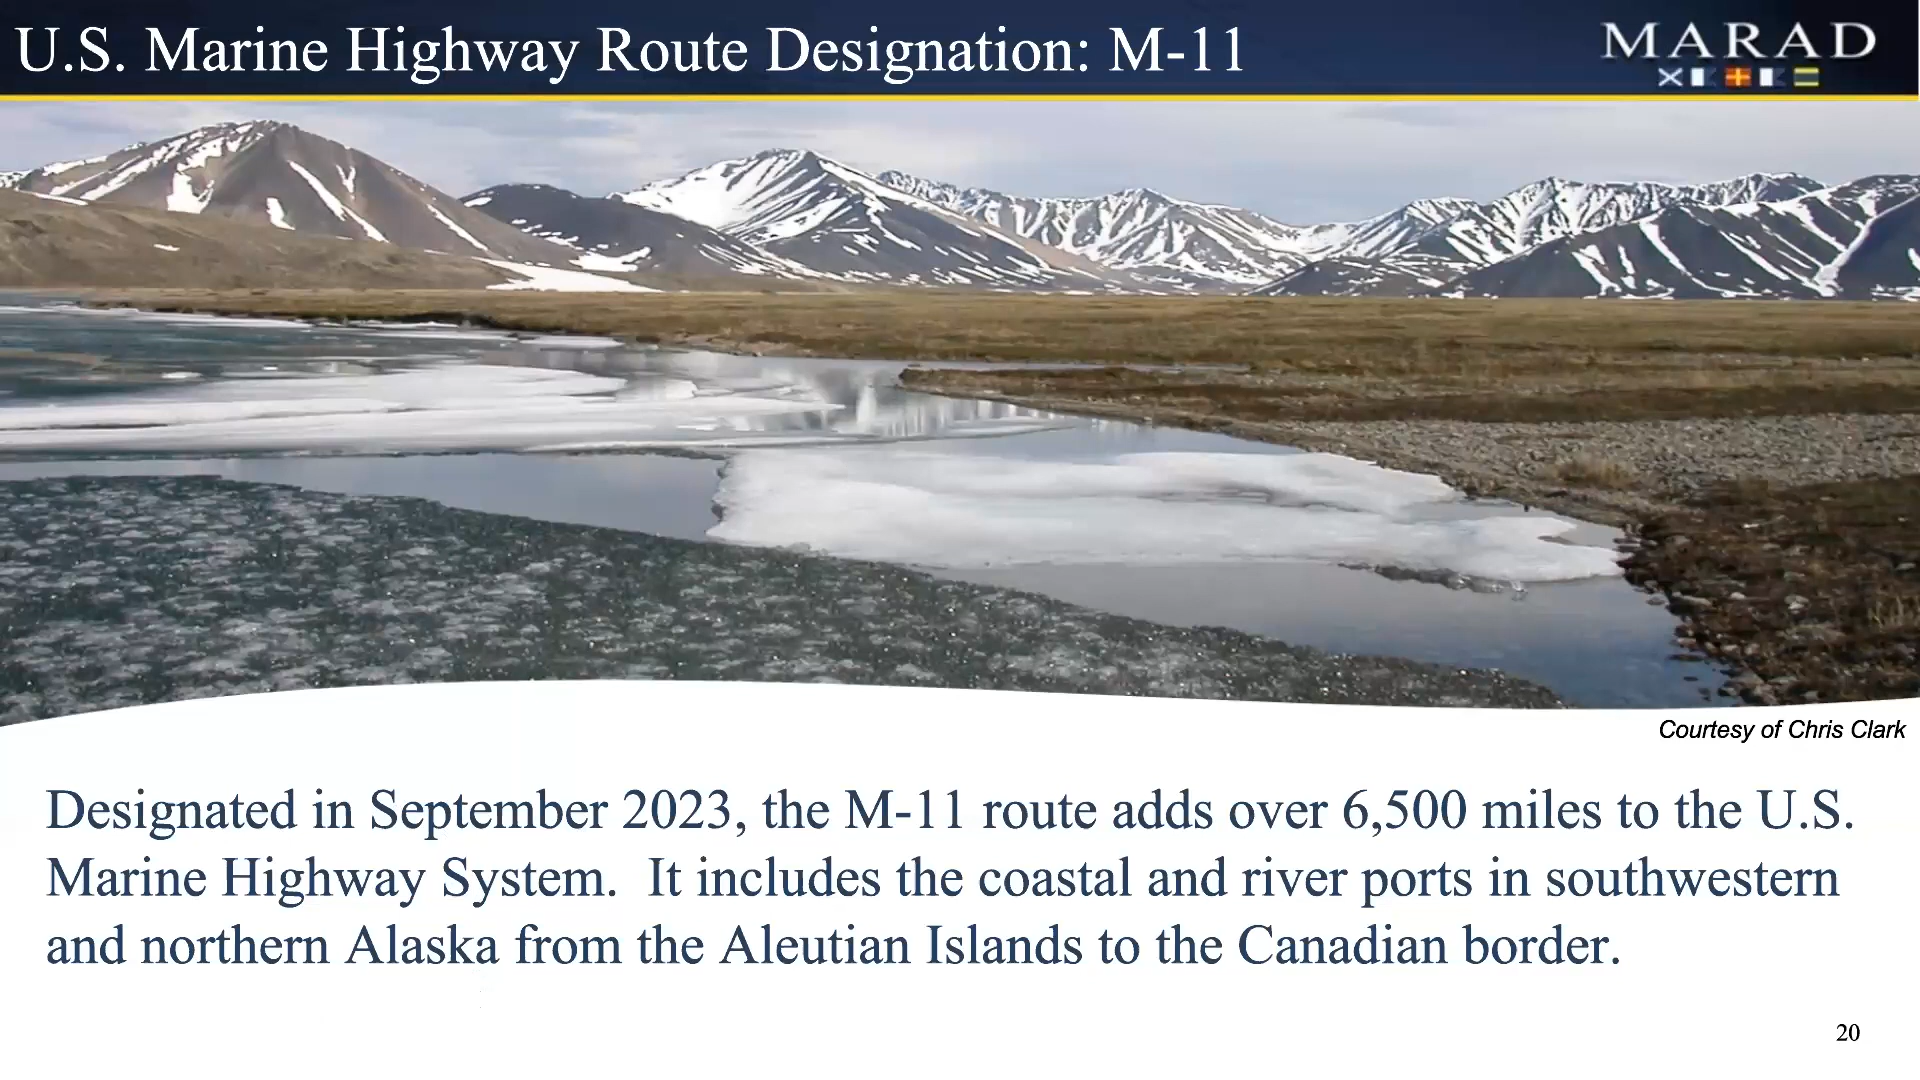 U.S. Marine Highway Route Designation: M-11
MARAD
Courtesy of Chris Clark
Designated in September 2023, the M-11 route adds over 6,500 miles to the U.S.
Marine Highway System.  It includes the coastal and river ports in southwestern
and northern Alaska from the Aleutian Islands to the Canadian border.
20